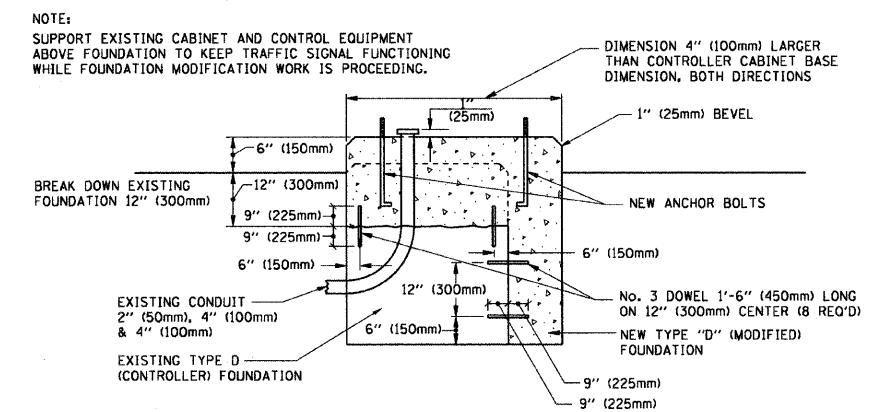 NOTE:
SUPPORT EXISTING CABINET AND CONTROL EQUIPMENT
ABOVE FOUNDATION TO KEEP TRAFFIC SIGNAL FUNCTIONING
WHILE FOUNDATION MODIFICATION WORK IS PROCEEDING.
DIMENSION 4" (100mm) LARGER
THAN CONTROLLER CABINET BASE
DIMENSION, BOTH DIRECTIONS
1"
(25mm)
1" (25mm) BEVEL
6" (150mm)
BREAK DOWN EXISTING
FOUNDATION 12" (300mm)
12" (300mm)
9" (225mm)
9" (225mm)
6" (150mm)
NEW ANCHOR BOLTS
6" (150mm)
12" (300mm)
6" (150mm)
EXISTING CONDUIT
2" (50mm), 4" (100mm)
& 4" (100mm)
EXISTING TYPE D
(CONTROLLER) FOUNDATION
No. 3 DOWEL 1'-6" (450mm) LONG
ON 12" (300mm) CENTER (8 REQ'D)
NEW TYPE "D" (MODIFIED)
FOUNDATION
9" (225mm)
9" (225mm)